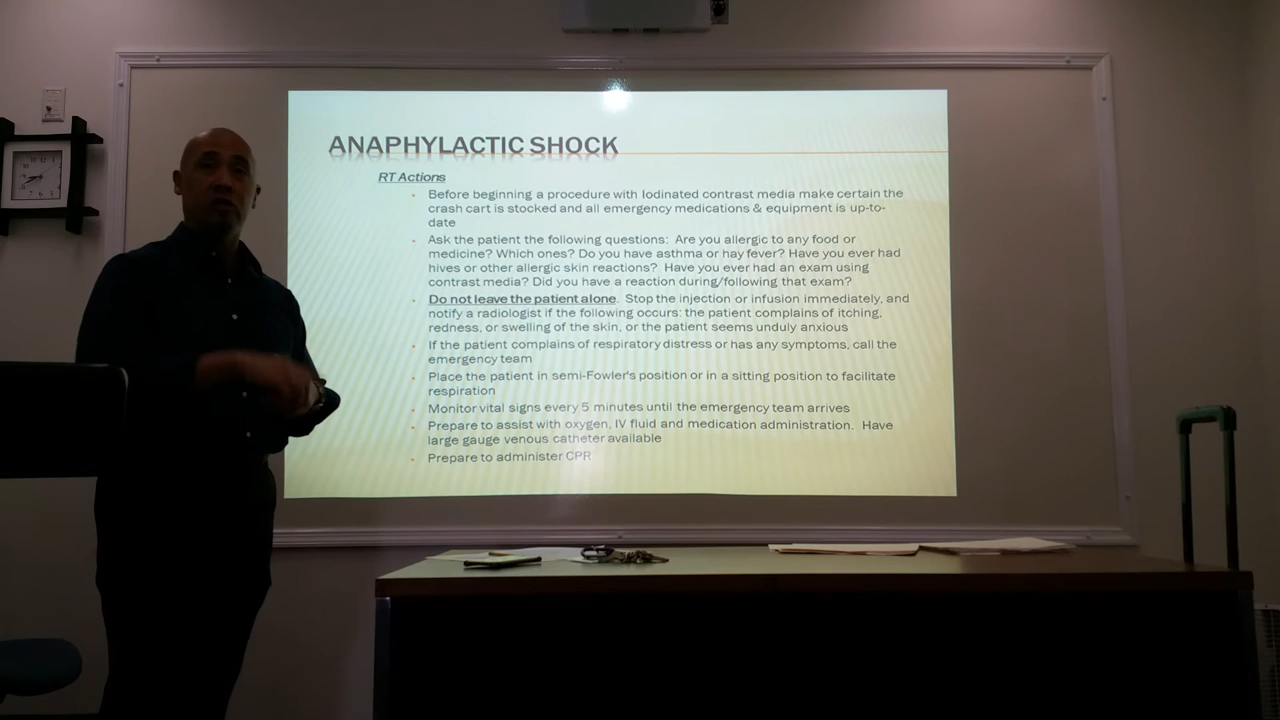 ANAPHYLACTIC SHOCK
RT Actions
Before beginning a procedure with Iodinated contrast media make certain the
crash cart is stocked and all emergency medications & equipment is up-to-
date
Ask the patient the following questions: Are you allergic to any food or
medicine? Which ones? Do you have asthma or hay fever? Have you ever had
hives or other allergic skin reactions? Have you ever had an exam using
contrast media? Did you have a reaction during/following that exam?
Do not leave the patient alone. Stop the injection or infusion immediately, and
notify a radiologist if the following occurs: the patient complains of itching,
redness, or swelling of the skin, or the patient seems unduly anxious
If the patient complains of respiratory distress or has any symptoms, call the
emergency team
Place the patient in semi-Fowler's position or in a sitting position to facilitate
respiration
Monitor vital signs every 5 minutes until the emergency team arrives
Prepare to assist with oxygen, IV fluid and medication administration. Have
large gauge venous catheter available
Prepare to administer CPR